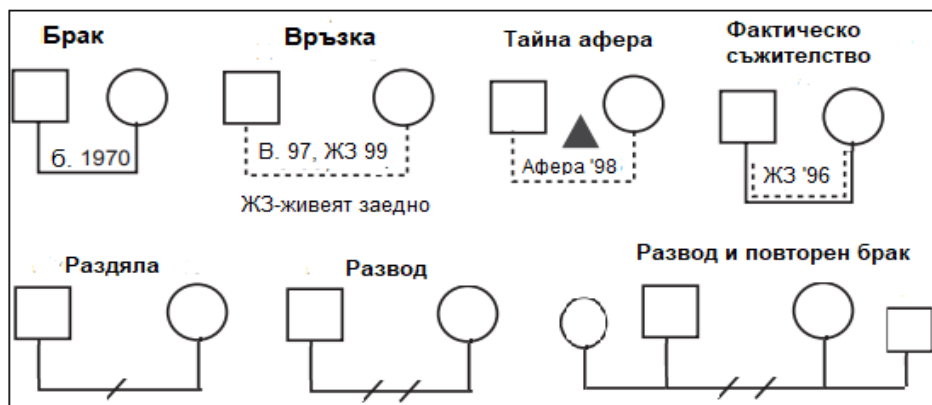 Брак
Връзка
Тайна афера
Фактическо
съжителство
б. 1970
В. 97, ЖЗ 99
Афера '98
ЖЗ '96
ЖЗ-живеят заедно
Раздяла
Развод
Развод и повторен брак